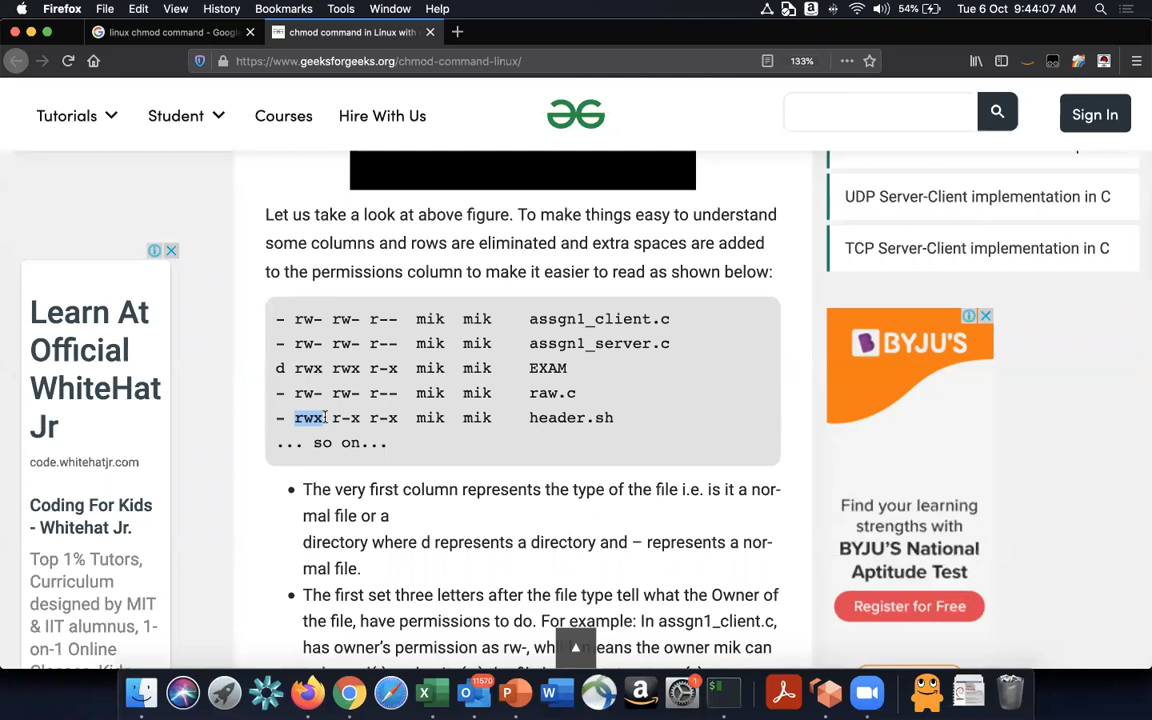 Firefox File Edit View History Bookmarks Tools Window Help 54% Tue 6 Oct 9:44:07 AM
linux chmod command - Google
chmod command in Linux with
https://www.geeksforgeeks.org/chmod-command-linux/ 133%
Tutorials Student Courses Hire With Us
Sign In
UDP Server-Client implementation in C
TCP Server-Client implementation in C
Let us take a look at above figure. To make things easy to understand
some columns and rows are eliminated and extra spaces are added
to the permissions column to make it easier to read as shown below:
- rw- rw- r-- mik mik assgn1_client.c
- rw- rw- r-- mik mik assgn1_server.c
d rwx rwx r-x mik mik EXAM
- rw- rw- r-- mik mik raw.c
- rwx r-x r-x mik mik header.sh
... so on...
The very first column represents the type of the file i.e. is it a nor-
mal file or a
directory where d represents a directory and – represents a nor-
mal file.
The first set three letters after the file type tell what the Owner of
the file, have permissions to do. For example: In assgn1_client.c,
has owner's permission as rw-, means the owner mik can
Learn At
Official
WhiteHat
Jr
code.whitehatjr.com
Coding For Kids
- Whitehat Jr.
Top 1% Tutors,
Curriculum
designed by MIT
& IIT alumnus, 1-
on-1 Online
BYJU'S
Find your learning
strengths with
BYJU'S National
Aptitude Test
Register for Free
11570
1